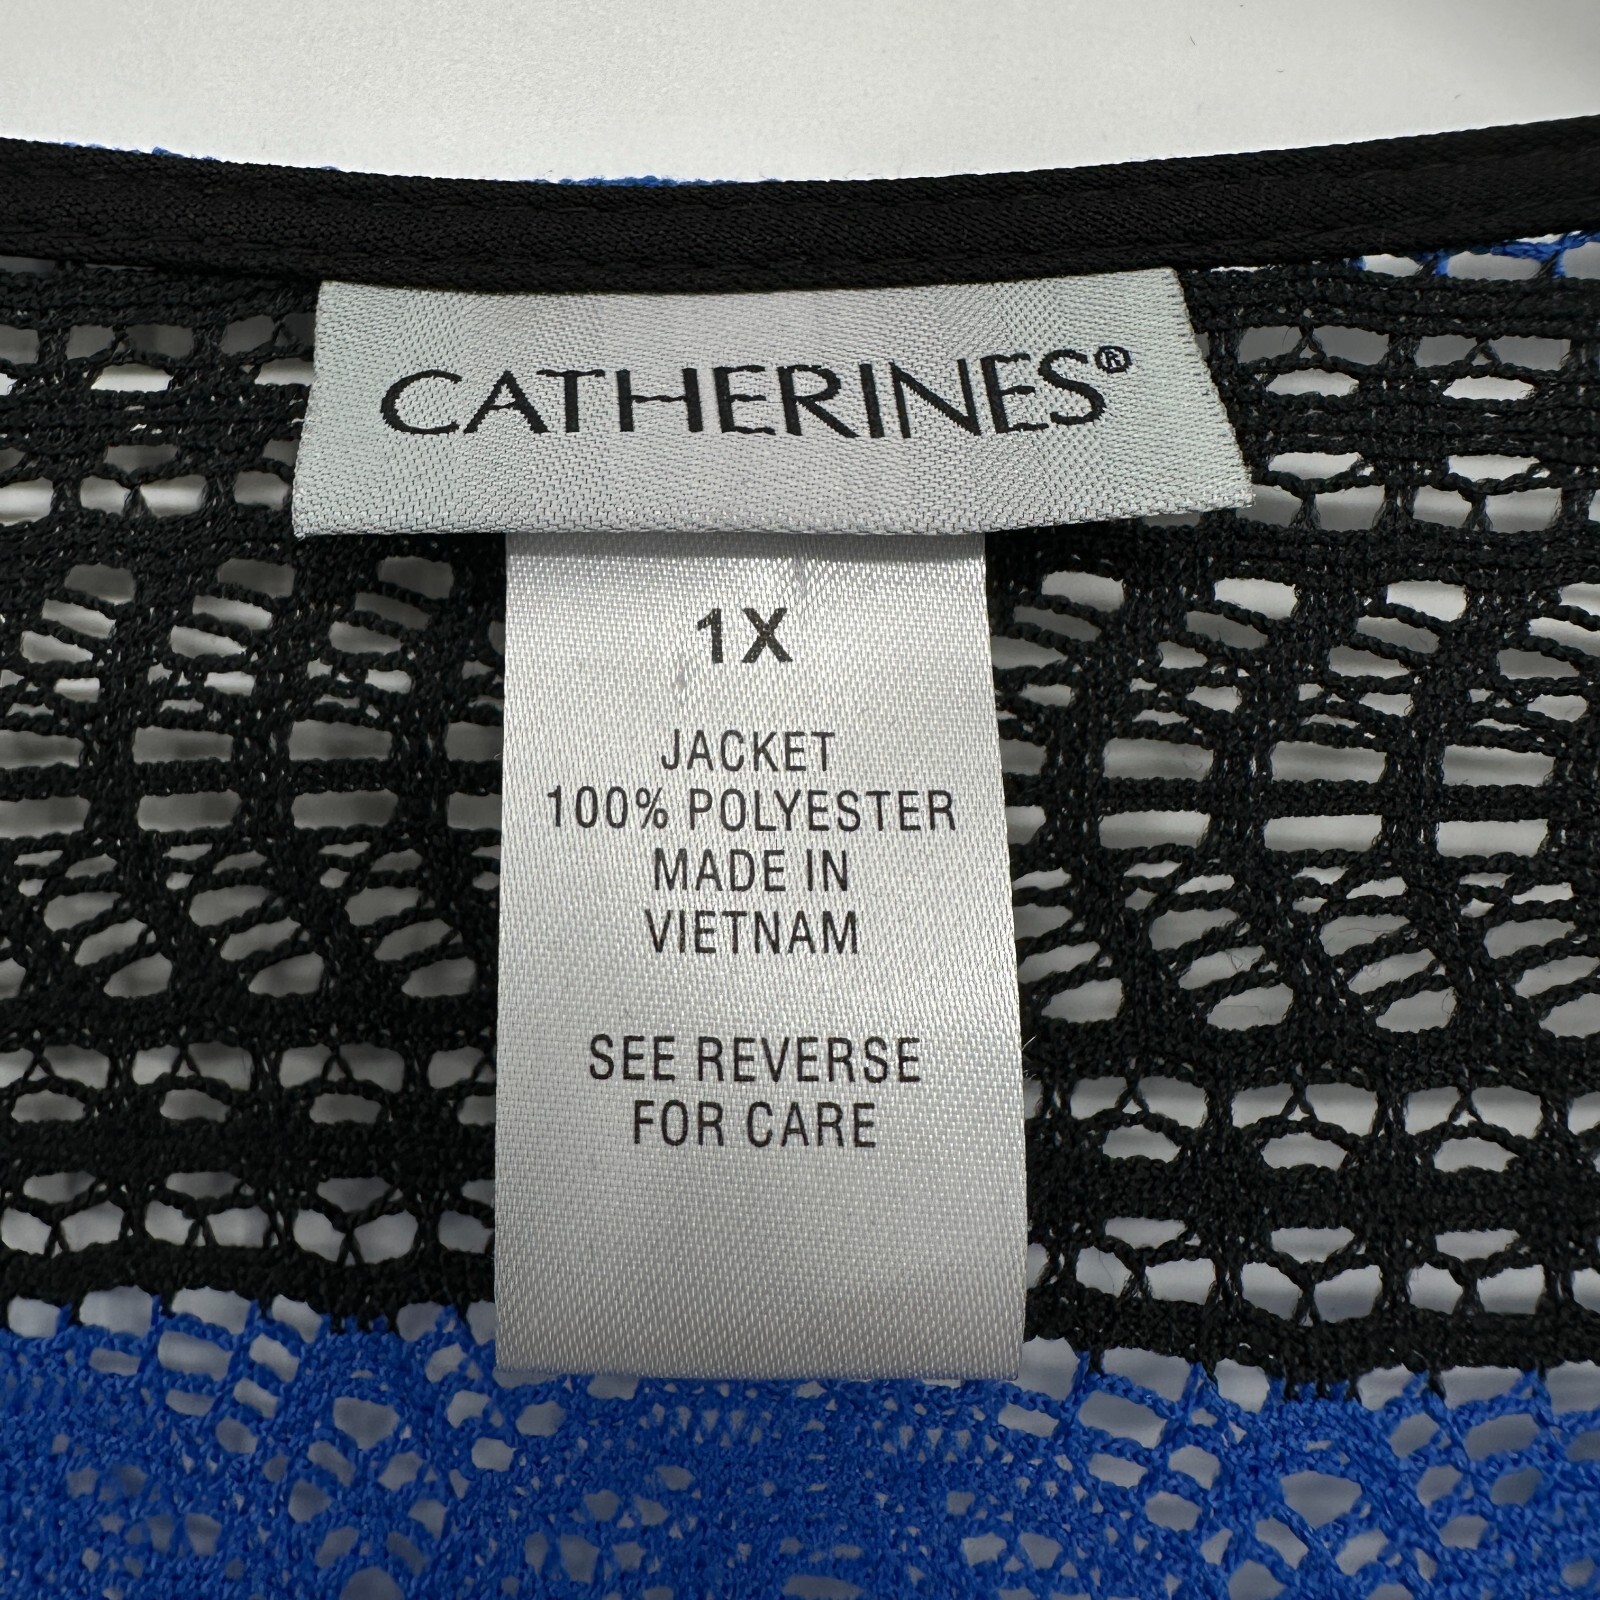 CATHERINES®
1X
JACKET
100% POLYESTER
MADE IN
VIETNAM
SEE REVERSE
FOR CARE